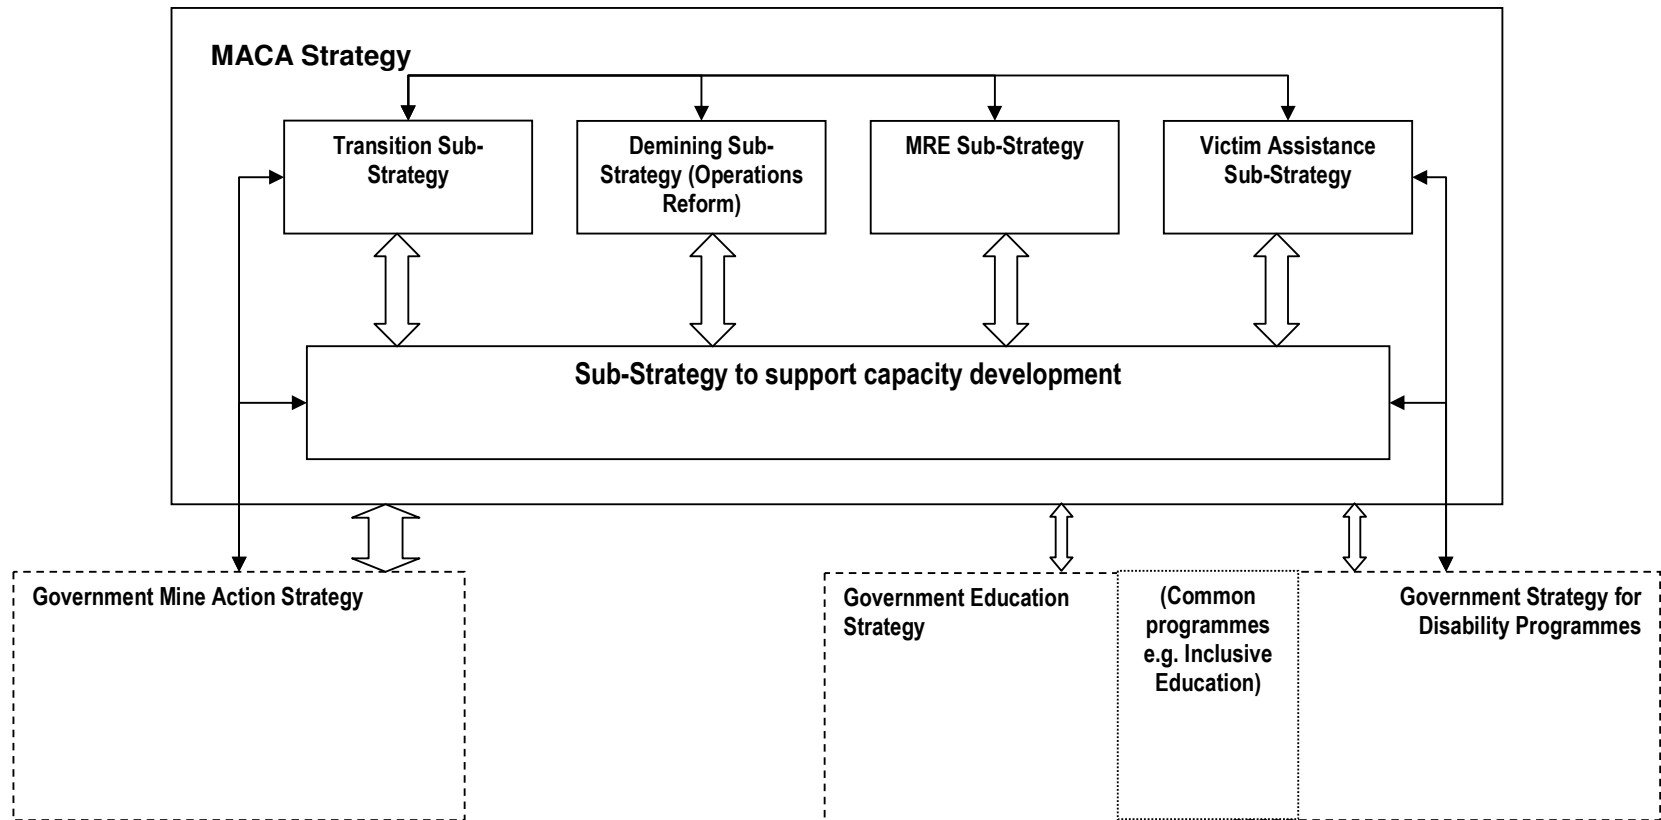 MACA Strategy
Transition Sub-
Strategy
Demining Sub-
Strategy (Operations
Reform)
MRE Sub-Strategy
Victim Assistance
Sub-Strategy
Sub-Strategy to support capacity development
Government Mine Action Strategy
Government Education
Strategy
(Common
programmes
e.g. Inclusive
Education)
Government Strategy for
Disability Programmes